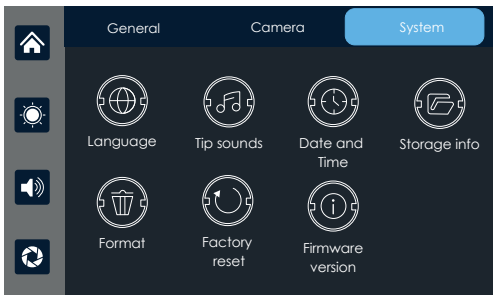 General
Camera
System
Language
Tip sounds
Date and
Time
Storage info
Format
Factory
reset
Firmware
version